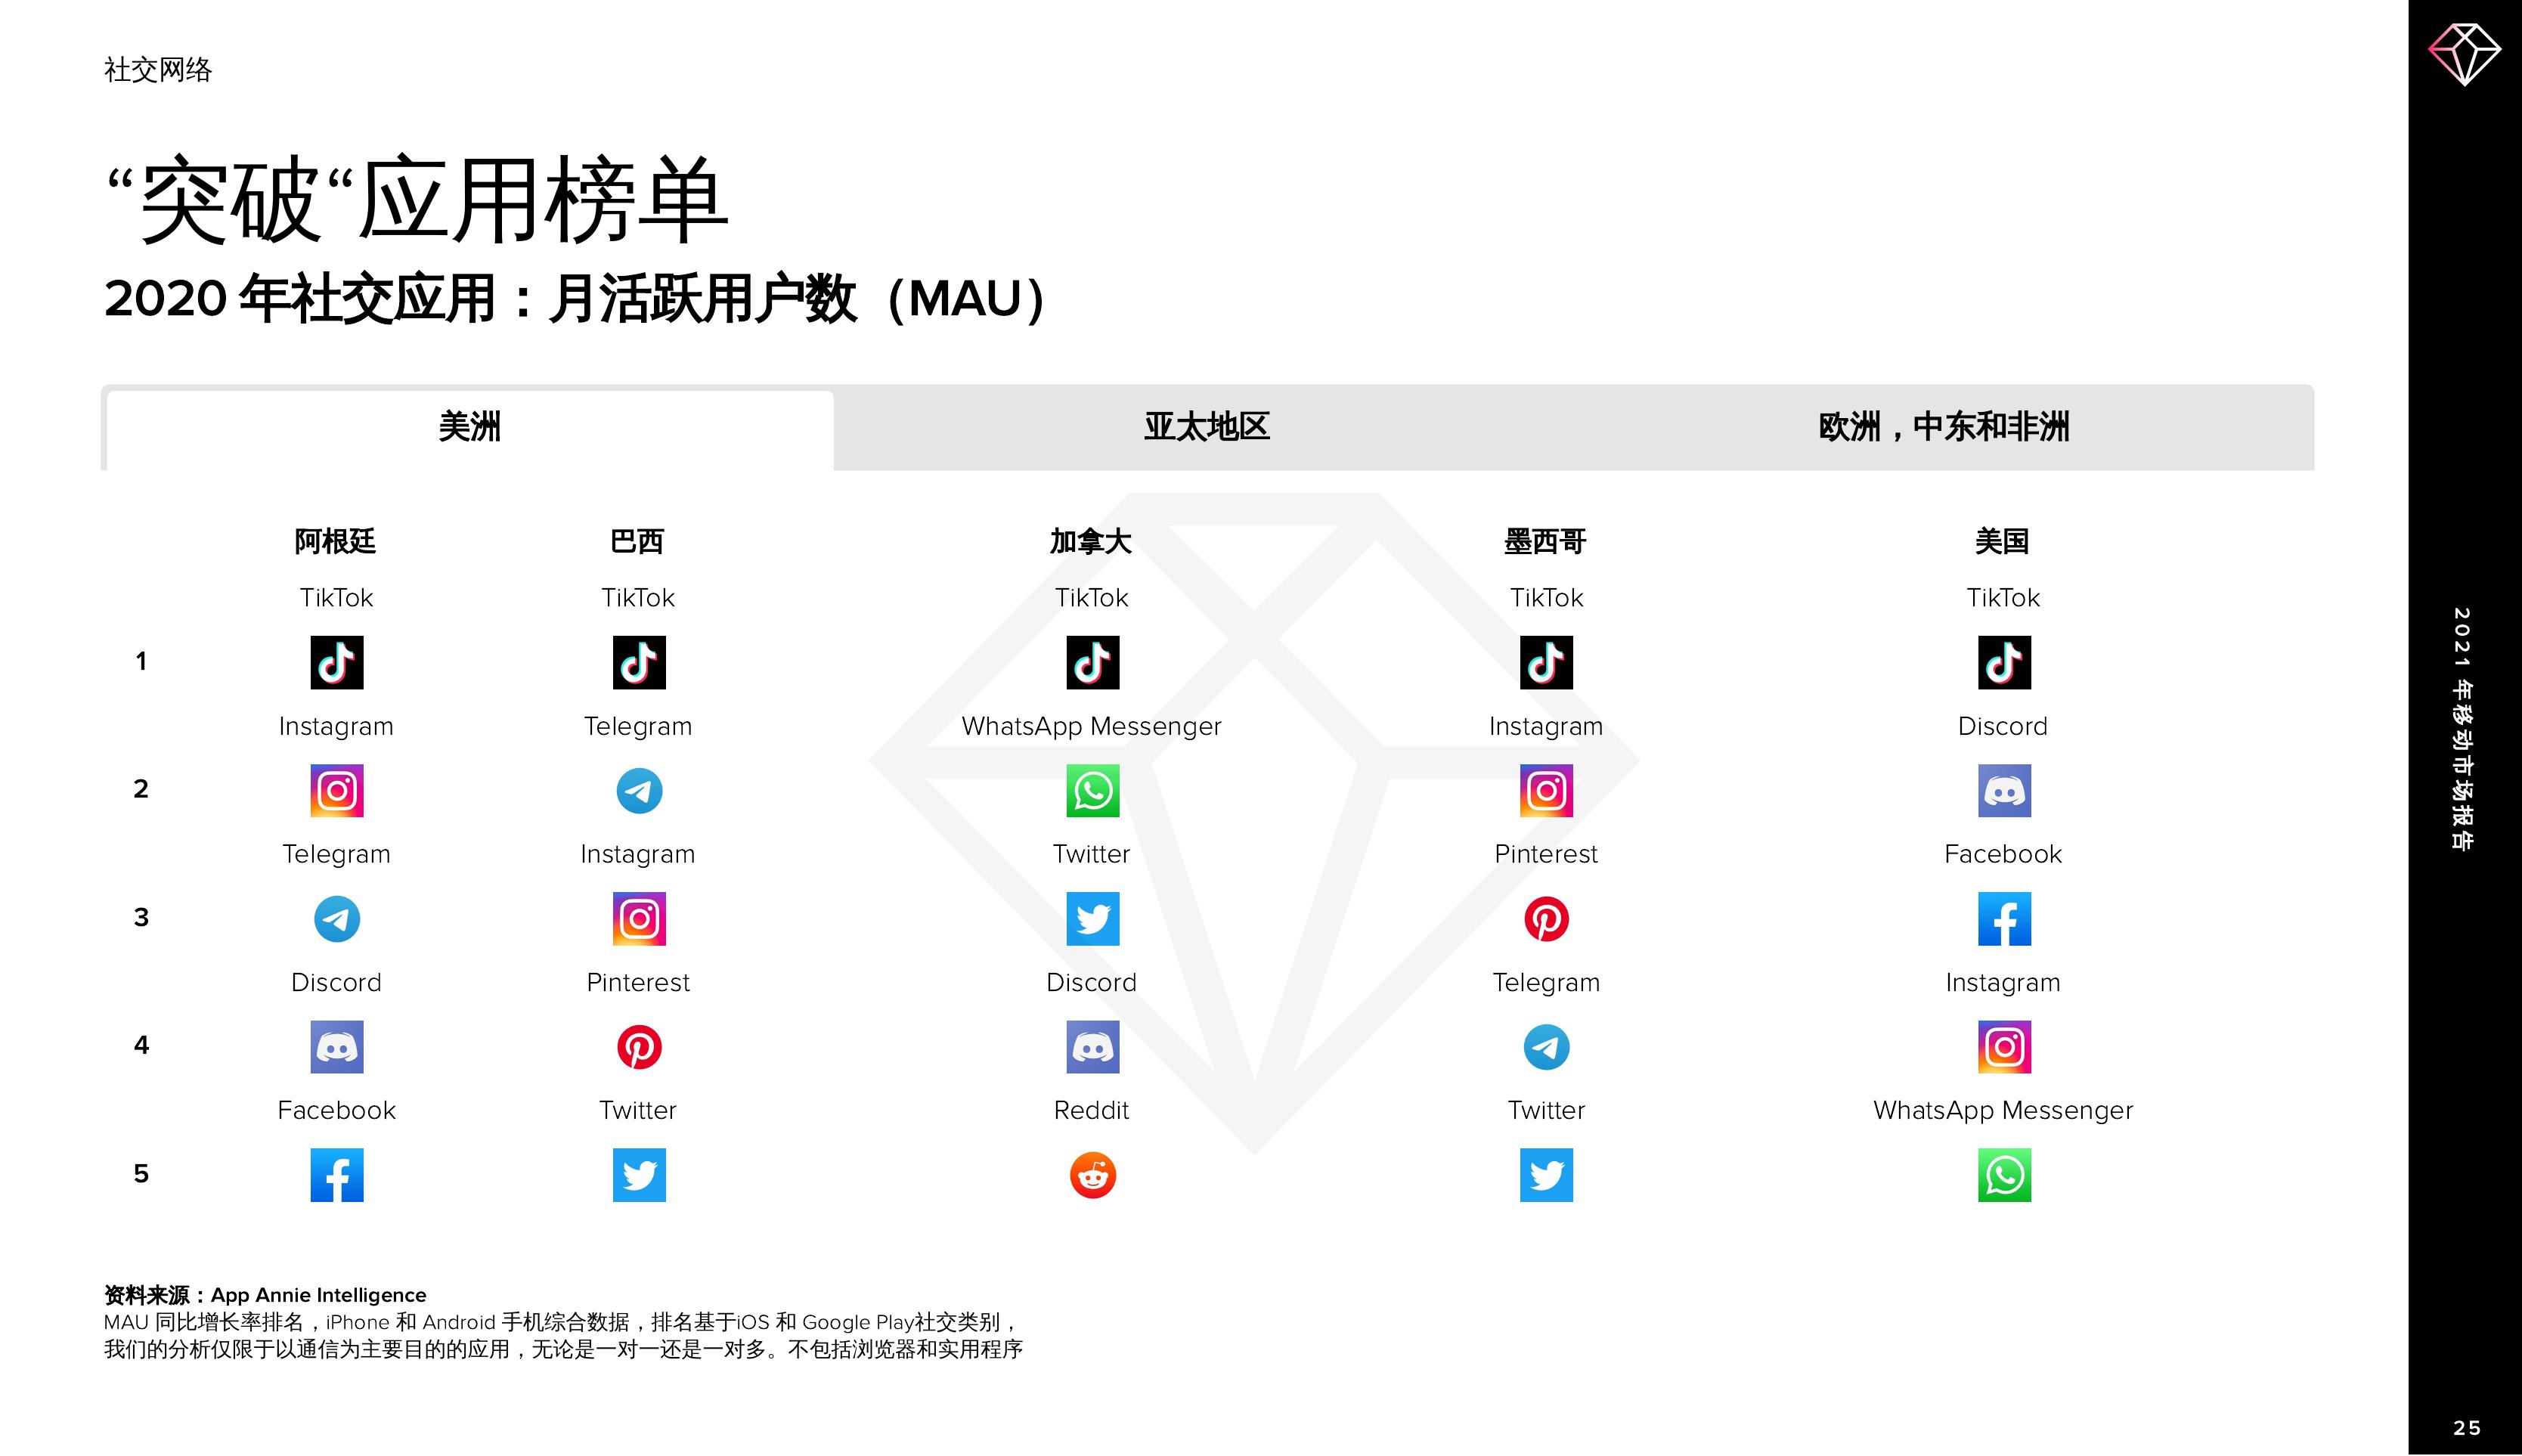 社交网络
“突破“应用榜单
2020 年社交应用：月活跃用户数（MAU）
美洲 亚太地区 欧洲，中东和非洲
阿根廷 巴西 加拿大 墨西哥 美国
TikTok TikTok TikTok TikTok TikTok
1
Instagram Telegram WhatsApp Messenger Instagram Discord
2
Telegram Instagram Twitter Pinterest Facebook
3
Discord Pinterest Discord Telegram Instagram
4
Facebook Twitter Reddit Twitter WhatsApp Messenger
5
资料来源：App Annie Intelligence
MAU 同比增长率排名，iPhone 和 Android 手机综合数据，排名基于iOS 和 Google Play社交类别，
我们的分析仅限于以通信为主要目的的应用，无论是一对一还是一对多。不包括浏览器和实用程序
2021 年移动市场报告
25